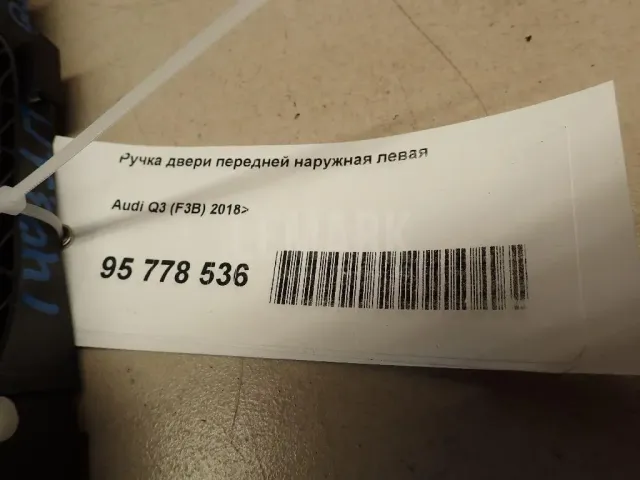 Ручка двери передней наружная левая
Audi Q3 (F3B) 2018>
95 778 536